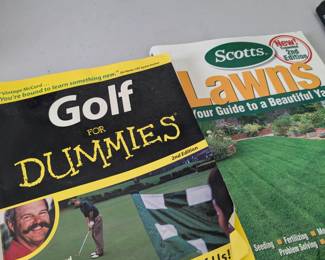 "Vintage McCord...
You're bound to learn something new."
Golf
FOR
DUMMIES
2nd Edition
Us!
Scotts
New!
2nd
Edition
Lawns
Your Guide to a Beautiful Ya
Seeding • Fertilizing • M
Problem Solving